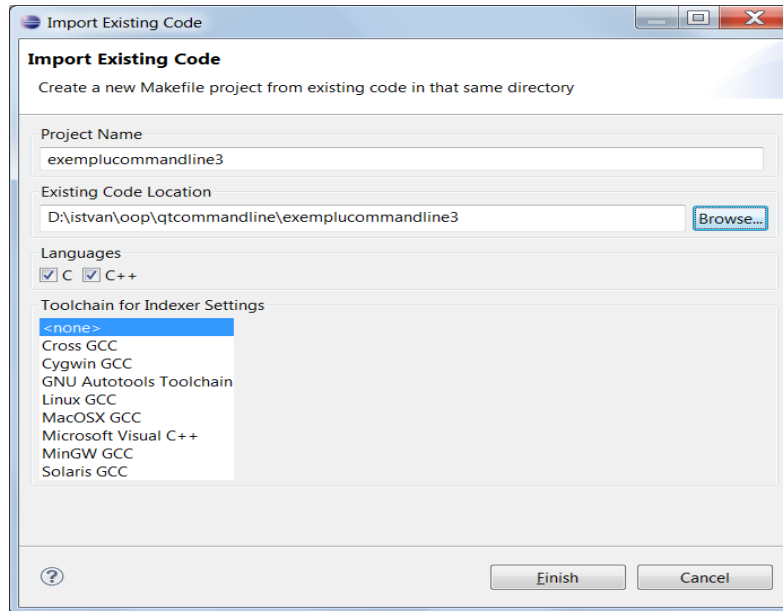 Import Existing Code
Import Existing Code
Create a new Makefile project from existing code in that same directory
Project Name
exemplucommandline3
Existing Code Location
D:\istvan\oop\qtcommandline\exemplucommandline3
Browse...
Languages
C C++
Toolchain for Indexer Settings
<none>
Cross GCC
Cygwin GCC
GNU Autotools Toolchain
Linux GCC
MacOSX GCC
Microsoft Visual C++
MinGW GCC
Solaris GCC
?
Finish Cancel